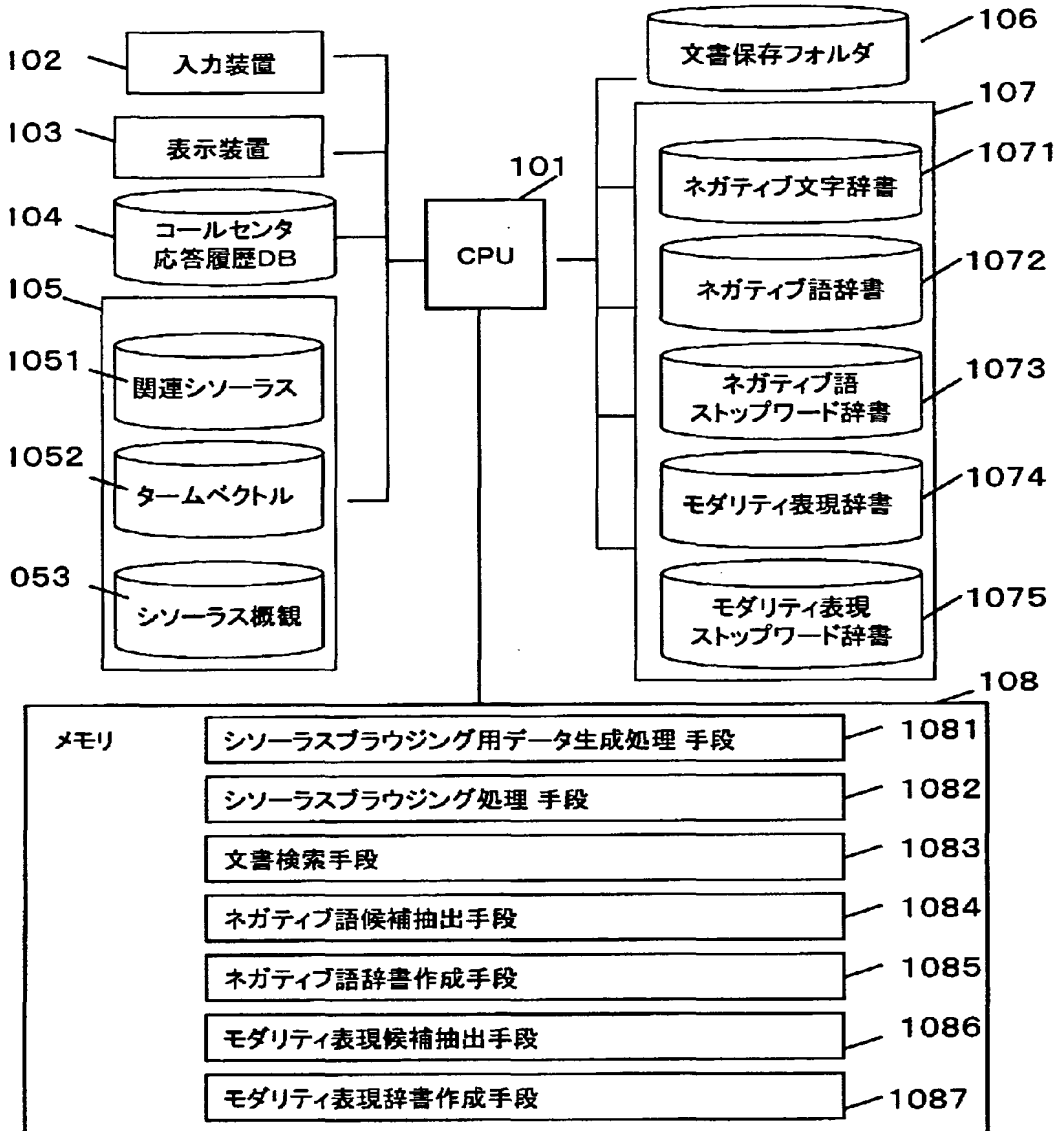 102
入力装置
103
表示装置
104
コールセンタ
応答履歴DB
105
1051
関連シソーラス
1052
タームベクトル
053
シソーラス概観
101
CPU
106
文書保存フォルダ
107
1071
ネガティブ文字辞書
1072
ネガティブ語辞書
1073
ネガティブ語
ストップワード辞書
1074
モダリティ表現辞書
1075
モダリティ表現
ストップワード辞書
108
メモリ
シソーラスブラウジング用データ生成処理 手段
1081
シソーラスブラウジング処理 手段
1082
文書検索手段
1083
ネガティブ語候補抽出手段
1084
ネガティブ語辞書作成手段
1085
モダリティ表現候補抽出手段
1086
モダリティ表現辞書作成手段
1087